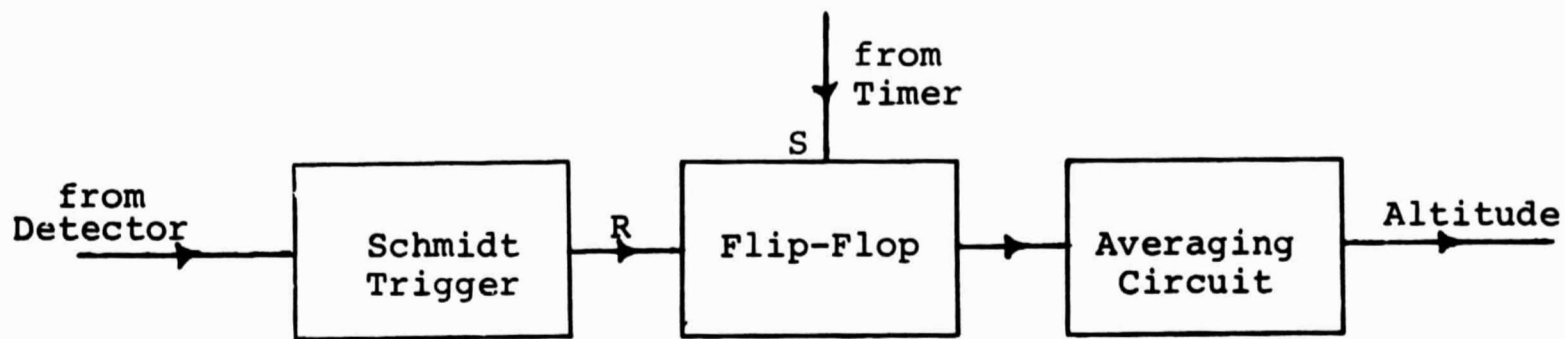 from
Timer
S
from
Detector
Schmidt
Trigger
R
Flip-Flop
Averaging
Circuit
Altitude